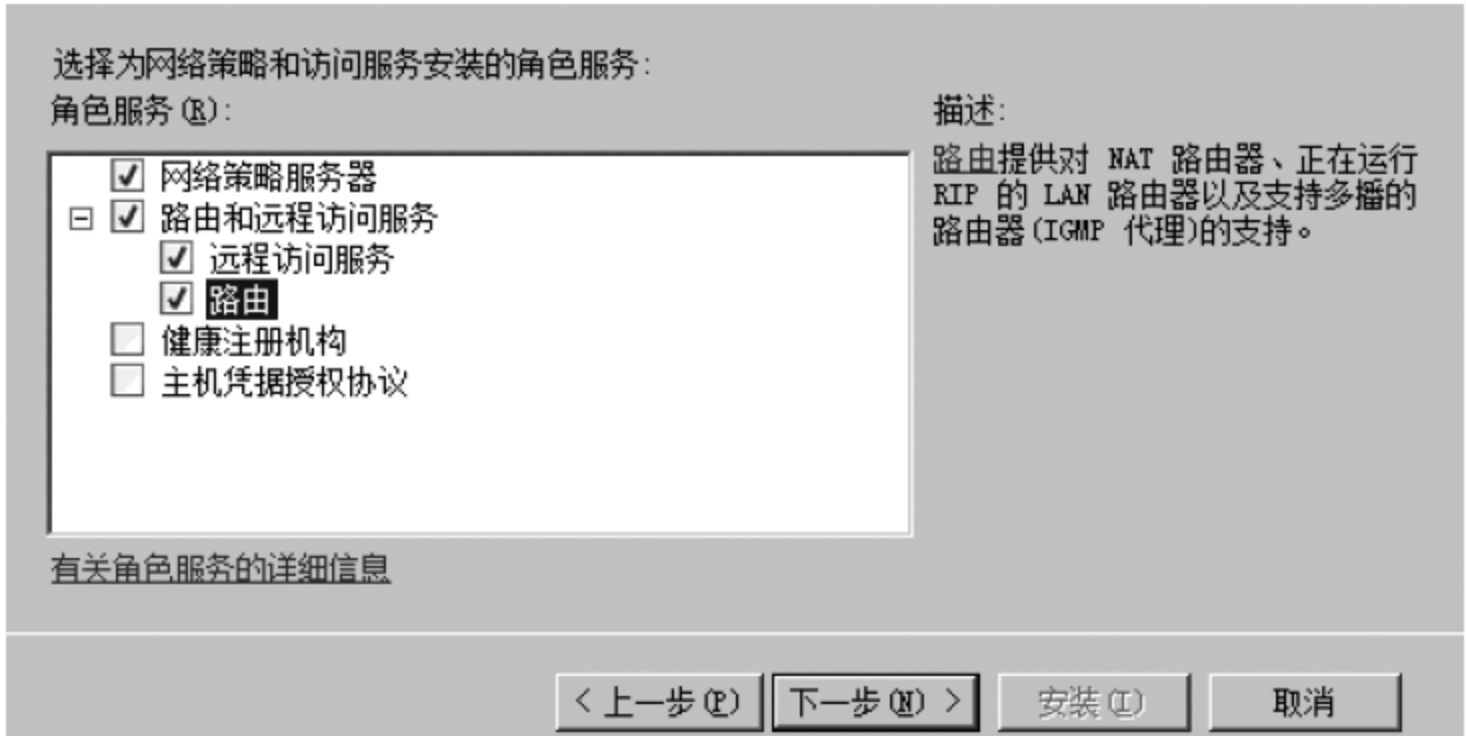 选择为网络策略和访问服务安装的角色服务:
角色服务(R):
网络策略服务器
路由和远程访问服务
远程访问服务
路由
健康注册机构
主机凭据授权协议
有关角色服务的详细信息
描述:
路由提供对 NAT 路由器、正在运行
RIP 的 LAN 路由器以及支持多播的
路由器(IGMP 代理)的支持。
< 上一步(P)
下一步(N) >
安装(I)
取消